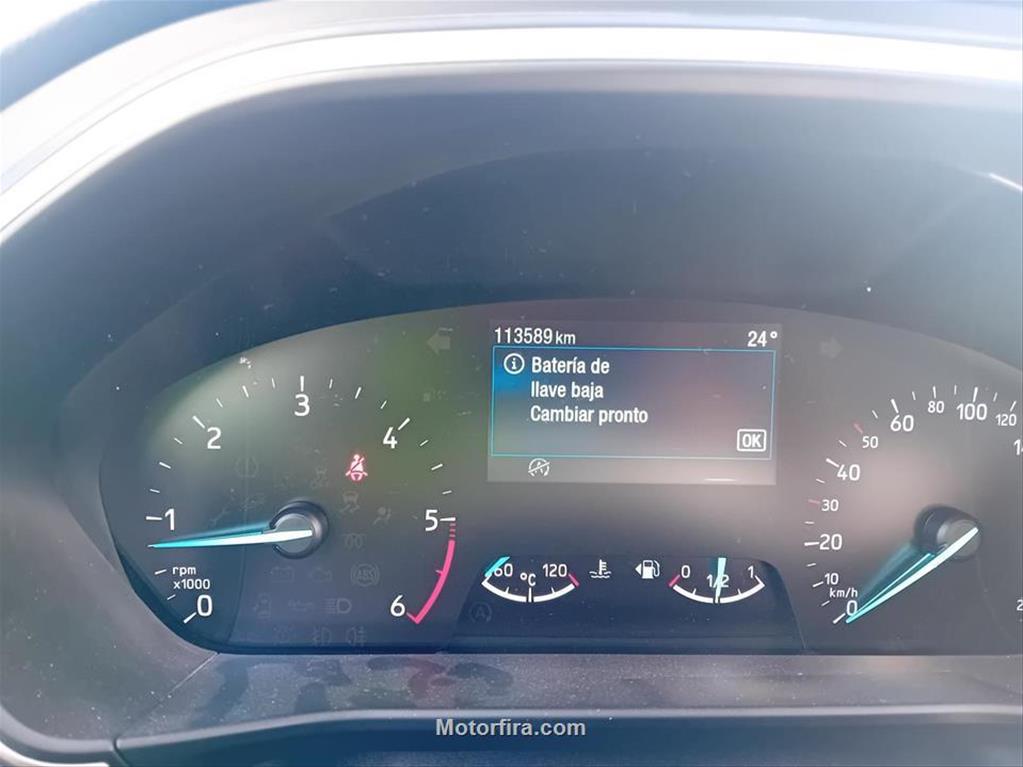 113589 km 24°
Batería de
llave baja
Cambiar pronto
OK
1 2 3 4 5 6
rpm
x1000
0
60 °C 120
0 1/2 1
0 10 20 30 40 50 60 80 100 120
km/h
ABS
Motorfira.com